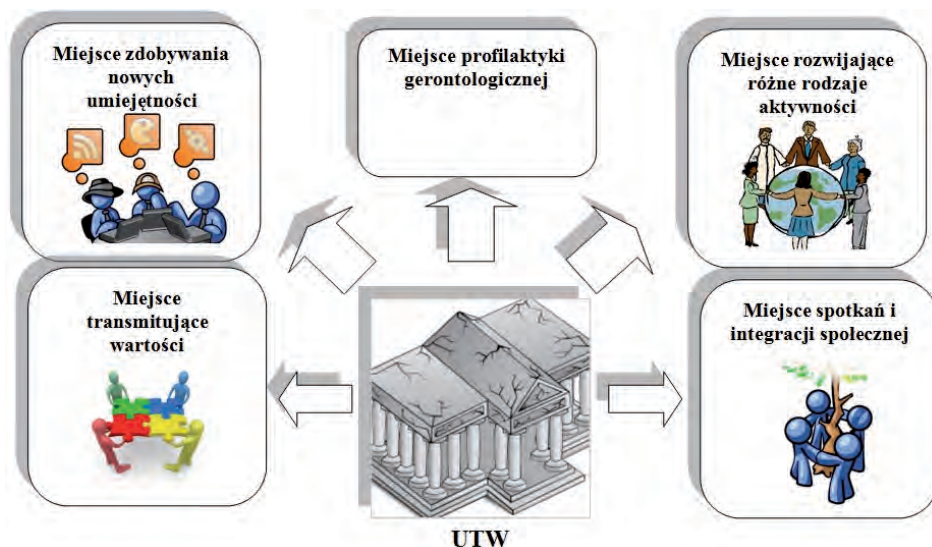 Miejsce zdobywania
nowych
umiejętności
Miejsce profilaktyki
gerontologicznej
Miejsce rozwijające
różne rodzaje
aktywności
Miejsce
transmitujące
wartości
Miejsce spotkań i
integracji społecznej
UTW